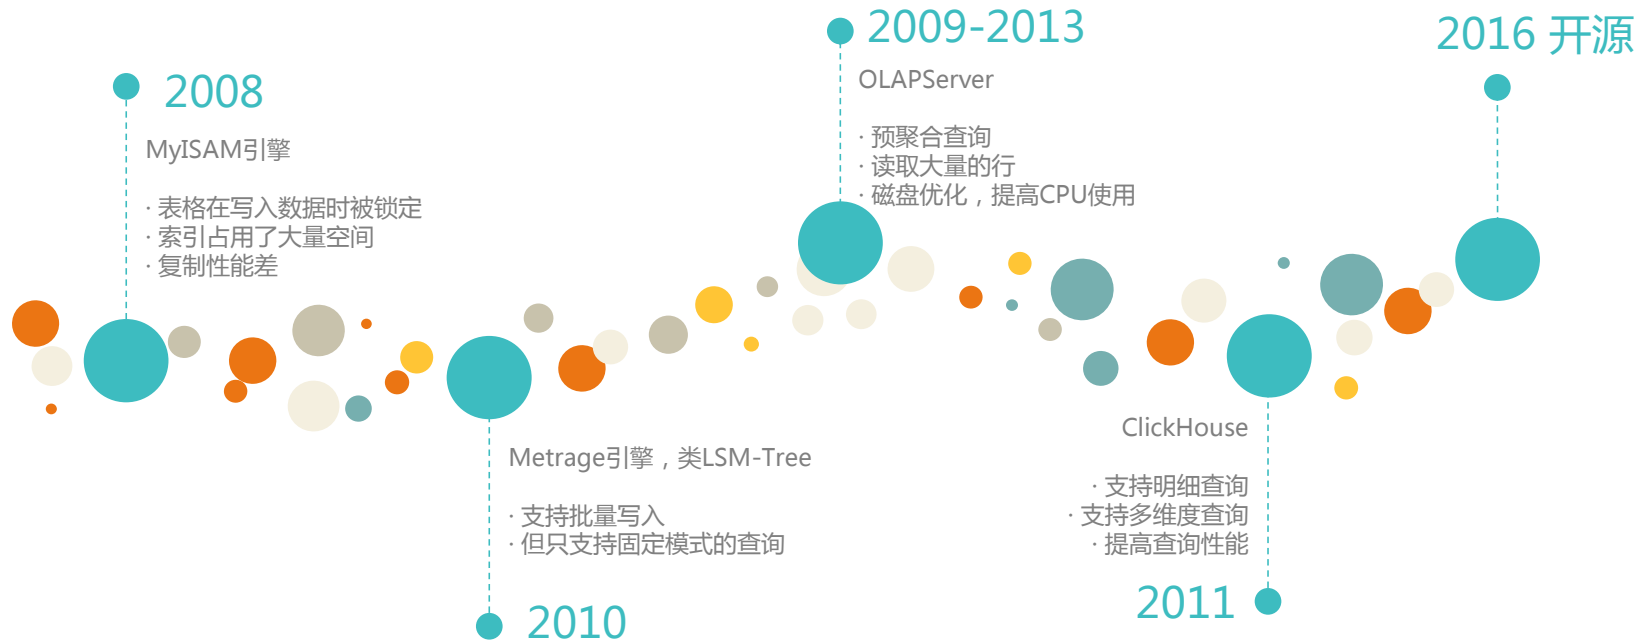 2008
MyISAM引擎
· 表格在写入数据时被锁定
· 索引占用了大量空间
· 复制性能差
Metrage引擎，类LSM-Tree
· 支持批量写入
· 但只支持固定模式的查询
2010
2009-2013
OLAPServer
· 预聚合查询
· 读取大量的行
· 磁盘优化，提高CPU使用
ClickHouse
· 支持明细查询
· 支持多维度查询
· 提高查询性能
2011
2016 开源